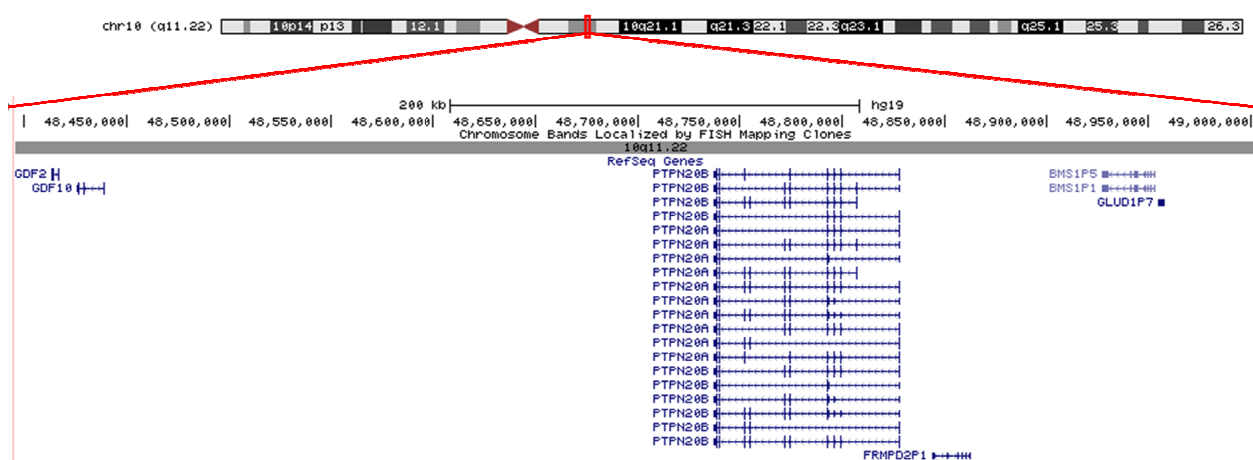 chr10 (q11.22) 10p14 p13 12.1 10q21.1 q21.3 22.1 22.3 q23.1 q25.1 25.3 26.3
200 kb hg19
| 48,450,000| 48,500,000| 48,550,000| 48,600,000| 48,650,000| 48,700,000| 48,750,000| 48,800,000| 48,850,000| 48,900,000| 48,950,000| 49,000,000|
Chromosome Bands Localized by FISH Mapping Clones
10q11.22
RefSeq Genes
GDF2 PTPN20B BMS1P5
GDF10 PTPN20B BMS1P1
PTPN20B GLUD1P7
PTPN20B
PTPN20A
PTPN20A
PTPN20A
PTPN20A
PTPN20A
PTPN20A
PTPN20A
PTPN20A
PTPN20A
PTPN20A
PTPN20B
PTPN20B
PTPN20B
PTPN20B
PTPN20B
PTPN20B
FRMPD2P1